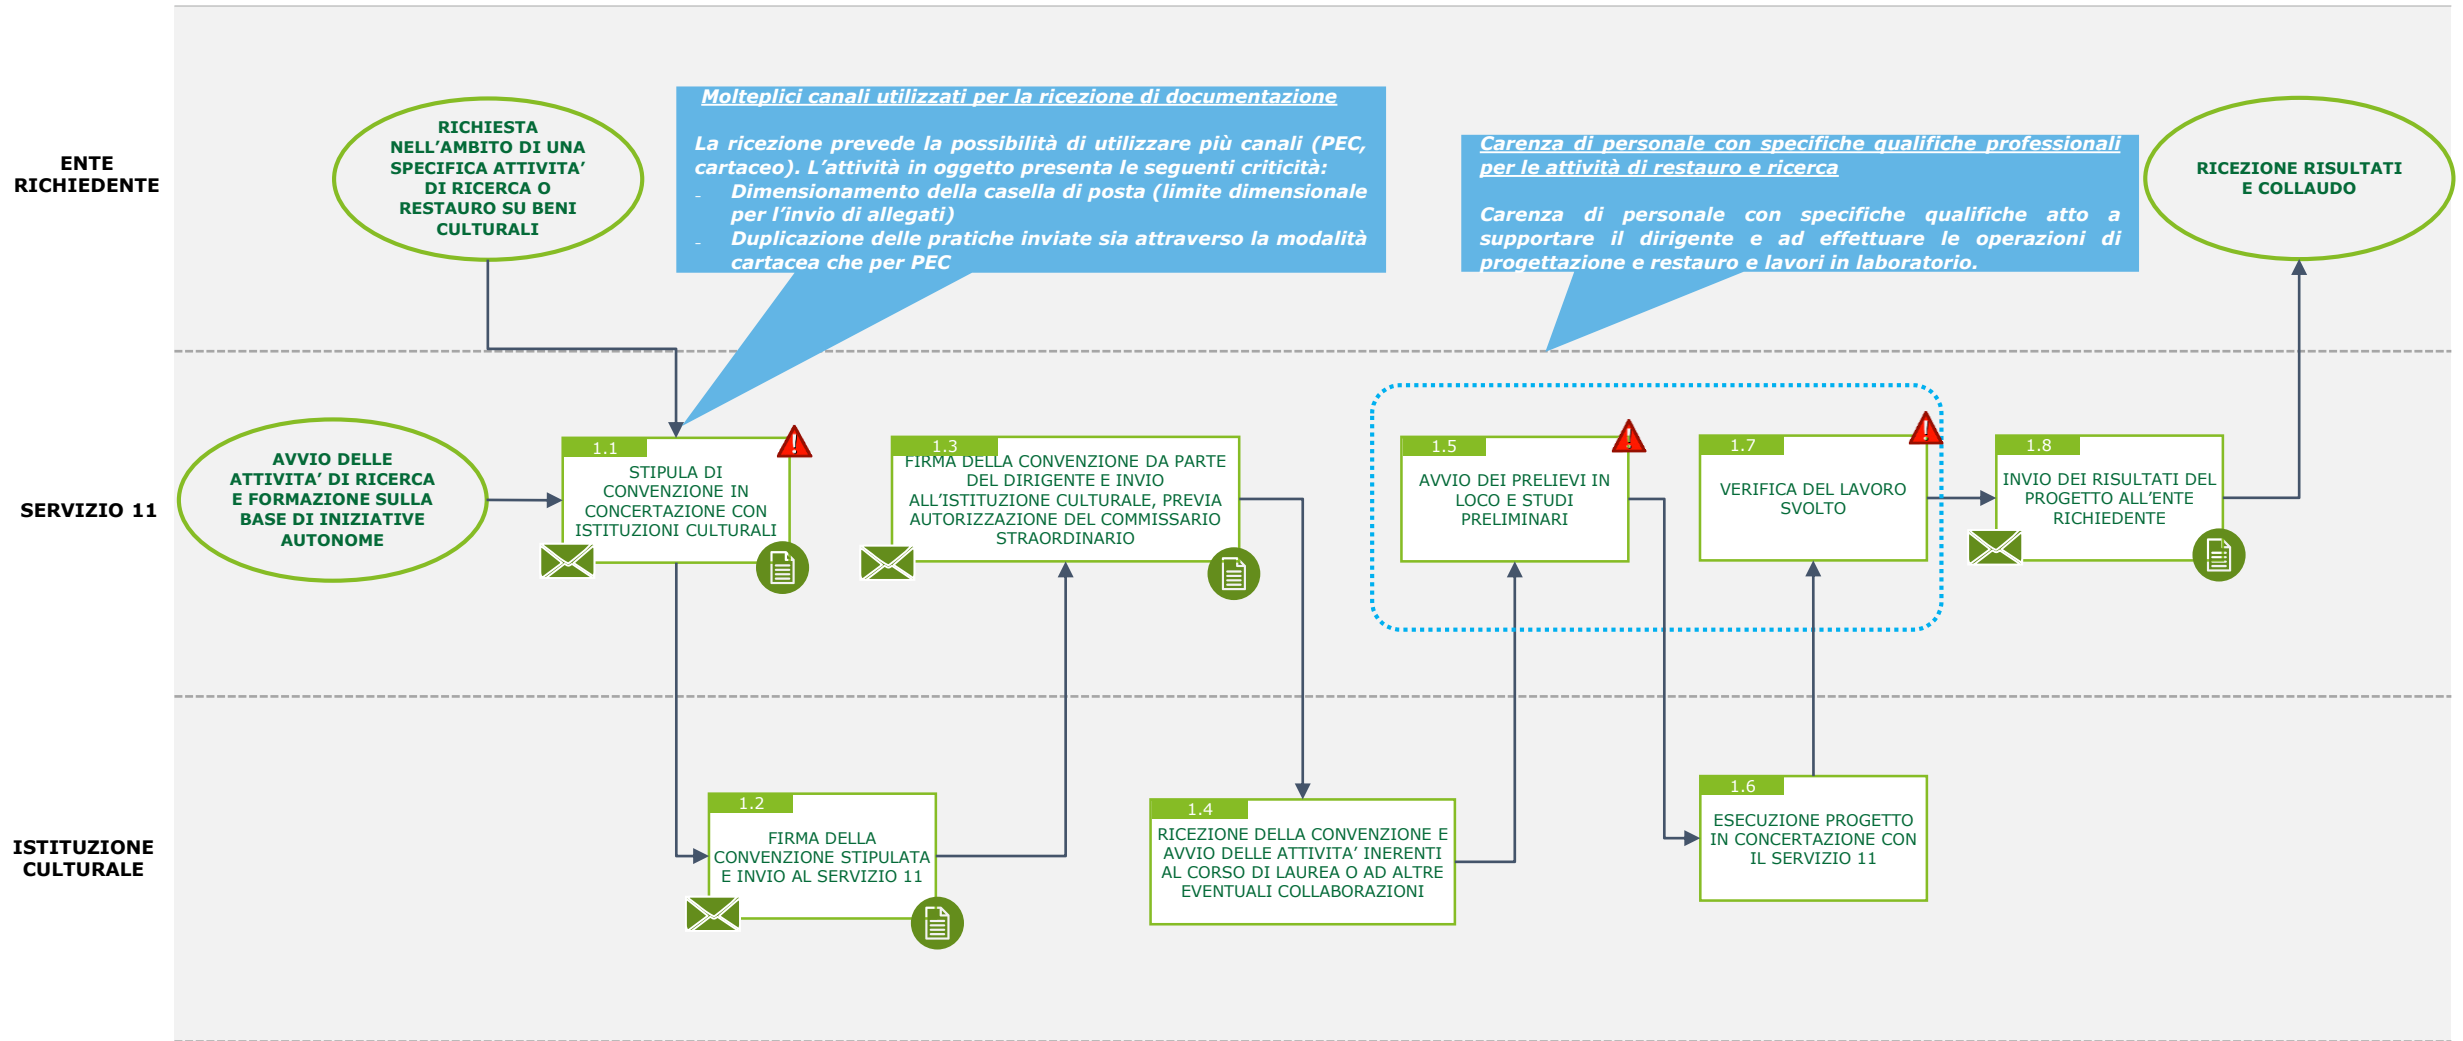 ENTE
RICHIEDENTE
RICHIESTA
NELL’AMBITO DI UNA
SPECIFICA ATTIVITA’
DI RICERCA O
RESTAURO SU BENI
CULTURALI
Molteplici canali utilizzati per la ricezione di documentazione
La ricezione prevede la possibilità di utilizzare più canali (PEC,
cartaceo). L’attività in oggetto presenta le seguenti criticità:
- Dimensionamento della casella di posta (limite dimensionale
per l’invio di allegati)
- Duplicazione delle pratiche inviate sia attraverso la modalità
cartacea che per PEC
Carenza di personale con specifiche qualifiche professionali
per le attività di restauro e ricerca
Carenza di personale con specifiche qualifiche atto a
supportare il dirigente e ad effettuare le operazioni di
progettazione e restauro e lavori in laboratorio.
RICEZIONE RISULTATI
E COLLAUDO
SERVIZIO 11
AVVIO DELLE
ATTIVITA’ DI RICERCA
E FORMAZIONE SULLA
BASE DI INIZIATIVE
AUTONOME
1.1
STIPULA DI
CONVENZIONE IN
CONCERTAZIONE CON
ISTITUZIONI CULTURALI
1.3
FIRMA DELLA CONVENZIONE DA PARTE
DEL DIRIGENTE E INVIO
ALL’ISTITUZIONE CULTURALE, PREVIA
AUTORIZZAZIONE DEL COMMISSARIO
STRAORDINARIO
1.5
AVVIO DEI PRELIEVI IN
LOCO E STUDI
PRELIMINARI
1.7
VERIFICA DEL LAVORO
SVOLTO
1.8
INVIO DEI RISULTATI DEL
PROGETTO ALL’ENTE
RICHIEDENTE
ISTITUZIONE
CULTURALE
1.2
FIRMA DELLA
CONVENZIONE STIPULATA
E INVIO AL SERVIZIO 11
1.4
RICEZIONE DELLA CONVENZIONE E
AVVIO DELLE ATTIVITA’ INERENTI
AL CORSO DI LAUREA O AD ALTRE
EVENTUALI COLLABORAZIONI
1.6
ESECUZIONE PROGETTO
IN CONCERTAZIONE CON
IL SERVIZIO 11